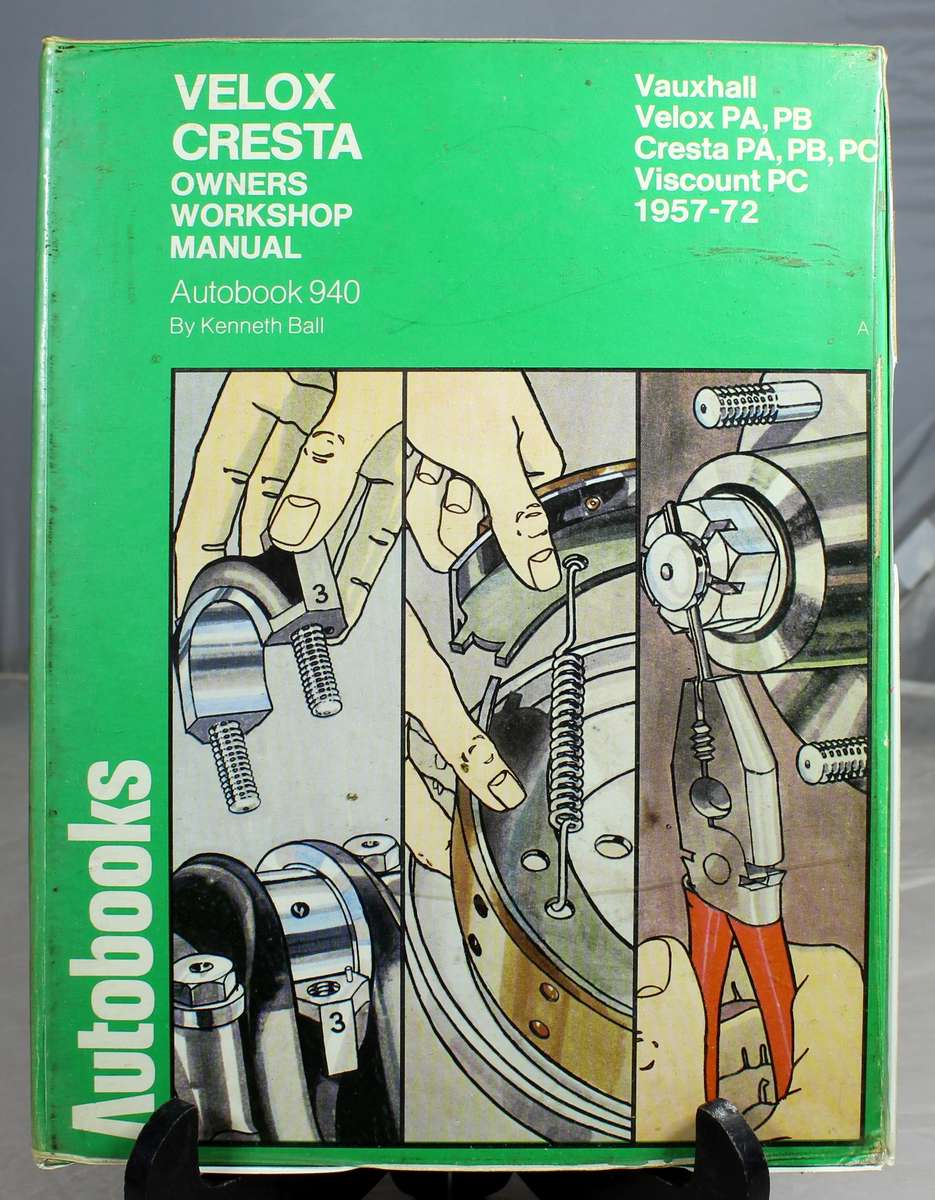 VELOX
CRESTA
OWNERS
WORKSHOP
MANUAL
Autobook 940
By Kenneth Ball
Vauxhall
Velox PA, PB
Cresta PA, PB, PC
Viscount PC
1957-72
A
3
3
Autobooks